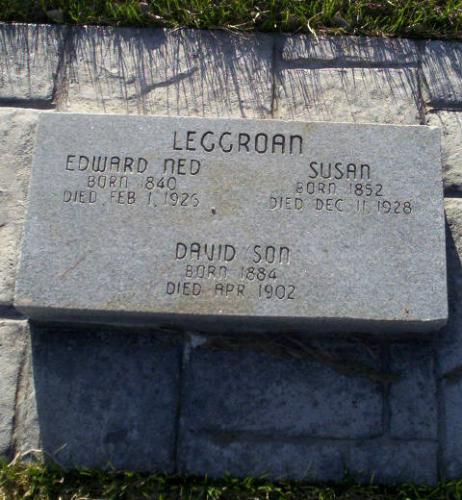 LEGGROAN
EDWARD NED
BORN 1840
DIED FEB 1, 1926
SUSAN
BORN 1852
DIED DEC 11, 1928
DAVID SON
BORN 1884
DIED APR 1902